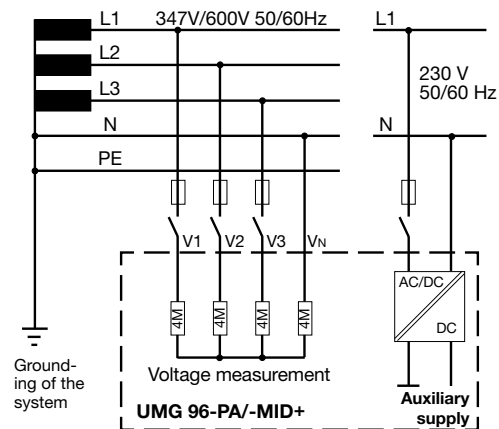 L1 347V/600V 50/60Hz L1
L2
L3
230 V
50/60 Hz
N N
PE
V1 V2 V3 VN
AC/DC
DC
4M 4M 4M 4M
Ground-
ing of the
system
Voltage measurement
UMG 96-PA/-MID+
Auxiliary
supply